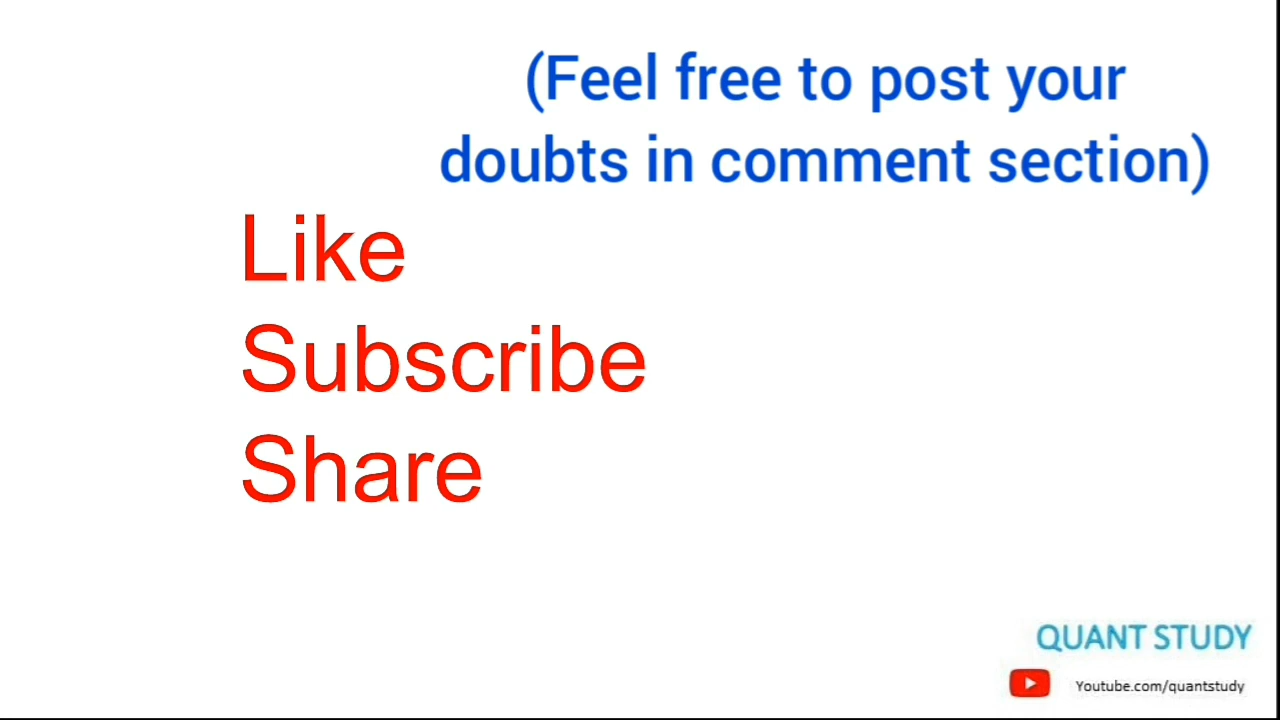 (Feel free to post your
doubts in comment section)
Like
Subscribe
Share
QUANT STUDY
Youtube.com/quantstudy